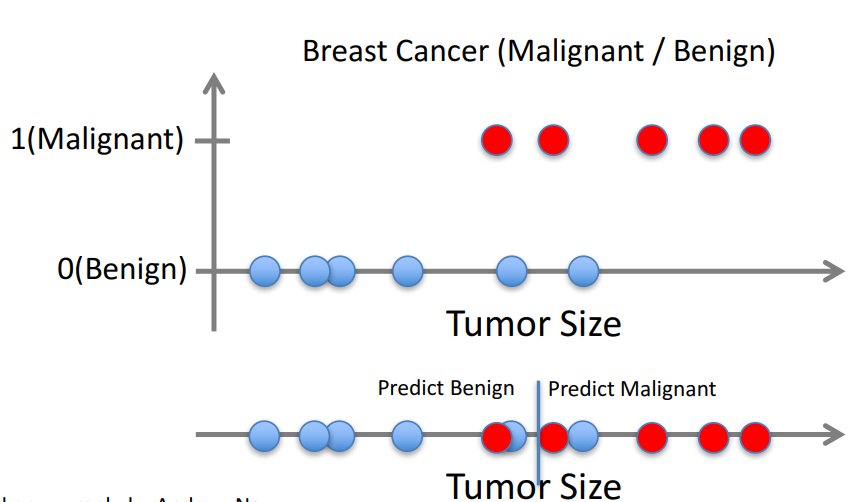 Breast Cancer (Malignant / Benign)
1(Malignant)
0(Benign)
Tumor Size
Predict Benign
Predict Malignant
Tumor Size